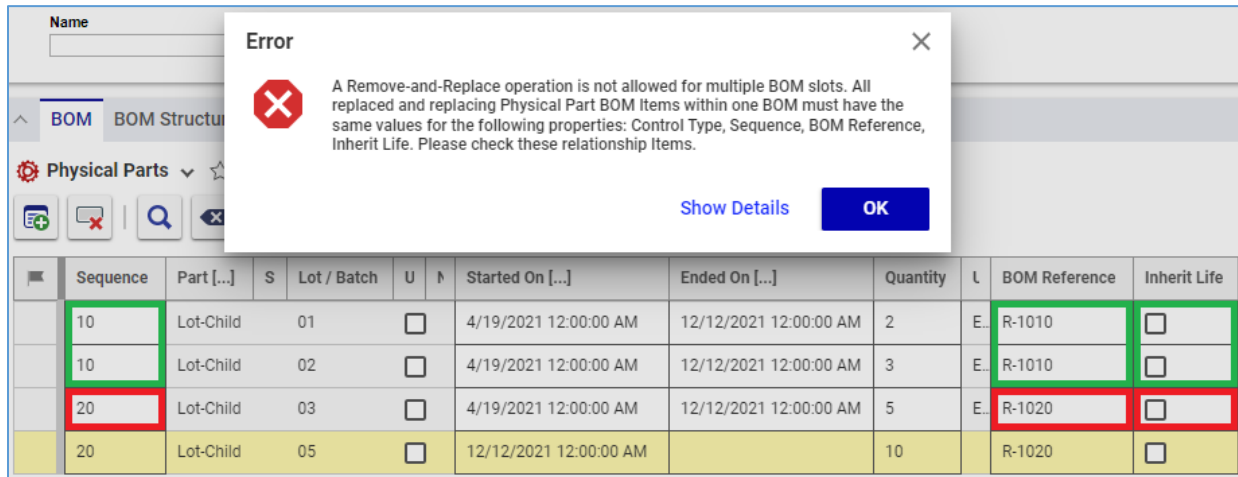 Name
Error
A Remove-and-Replace operation is not allowed for multiple BOM slots. All
replaced and replacing Physical Part BOM Items within one BOM must have the
same values for the following properties: Control Type, Sequence, BOM Reference,
Inherit Life. Please check these relationship Items.
Show Details OK
BOM BOM Structu
Physical Parts
Sequence Part [...] S Lot / Batch U N Started On [...] Ended On [...] Quantity U BOM Reference Inherit Life
10 Lot-Child 01 4/19/2021 12:00:00 AM 12/12/2021 12:00:00 AM 2 E.. R-1010
10 Lot-Child 02 4/19/2021 12:00:00 AM 12/12/2021 12:00:00 AM 3 E.. R-1010
20 Lot-Child 03 4/19/2021 12:00:00 AM 12/12/2021 12:00:00 AM 5 E.. R-1020
20 Lot-Child 05 12/12/2021 12:00:00 AM 10 R-1020